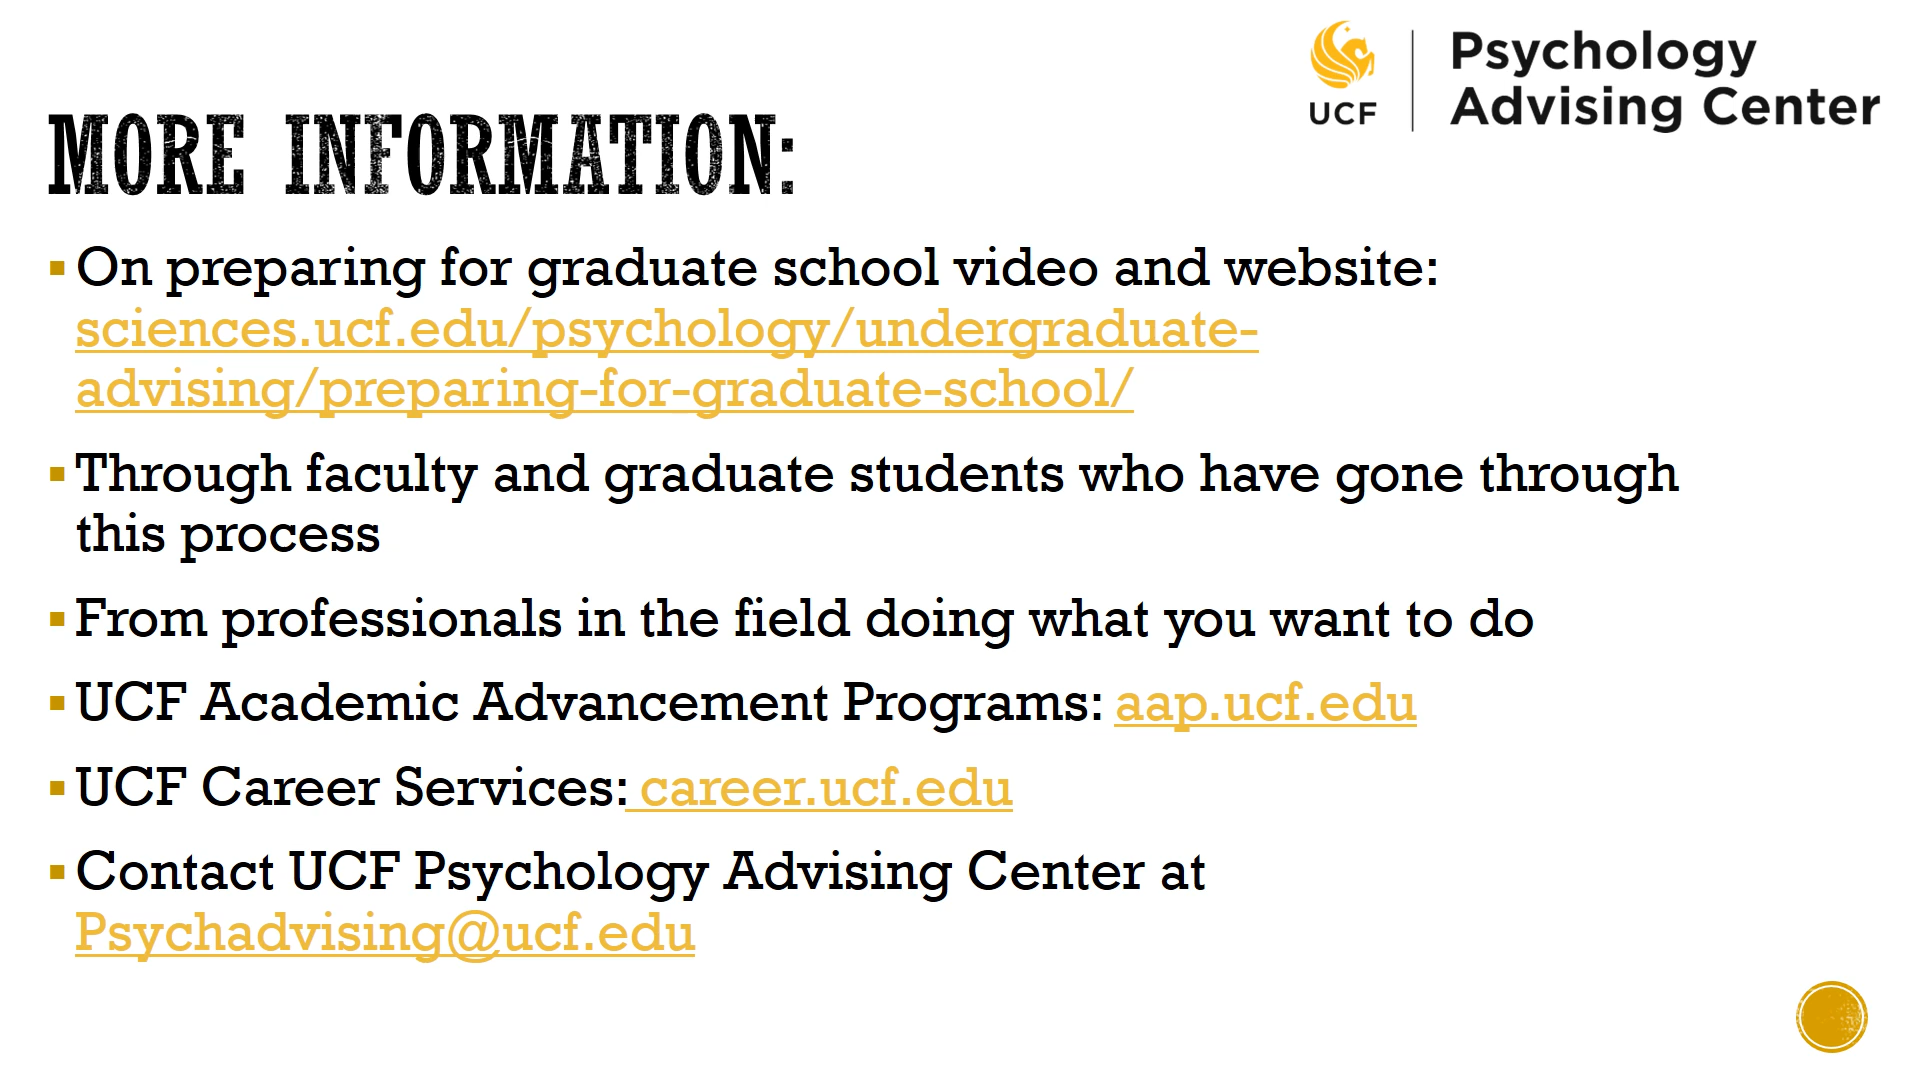 UCF
Psychology
Advising Center
MORE INFORMATION:
▪ On preparing for graduate school video and website:
sciences.ucf.edu/psychology/undergraduate-
advising/preparing-for-graduate-school/
▪ Through faculty and graduate students who have gone through
this process
▪ From professionals in the field doing what you want to do
▪ UCF Academic Advancement Programs: aap.ucf.edu
▪ UCF Career Services: career.ucf.edu
▪ Contact UCF Psychology Advising Center at
Psychadvising@ucf.edu